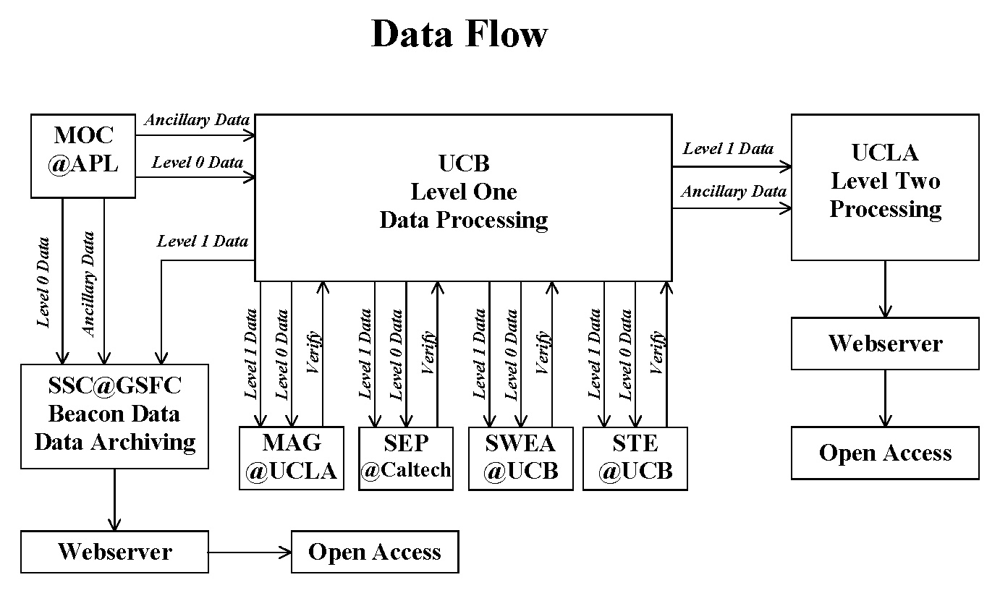 Data Flow
MOC
@APL
Ancillary Data
Level 0 Data
UCB
Level One
Data Processing
Level 1 Data
Ancillary Data
UCLA
Level Two
Processing
Level 0 Data
Ancillary Data
Level 1 Data
Level 1 Data
Level 0 Data
Verify
Level 1 Data
Level 0 Data
Verify
Level 1 Data
Level 0 Data
Verify
Level 1 Data
Level 0 Data
Verify
Webserver
SSC@GSFC
Beacon Data
Data Archiving
MAG
@UCLA
SEP
@Caltech
SWEA
@UCB
STE
@UCB
Open Access
Webserver
Open Access